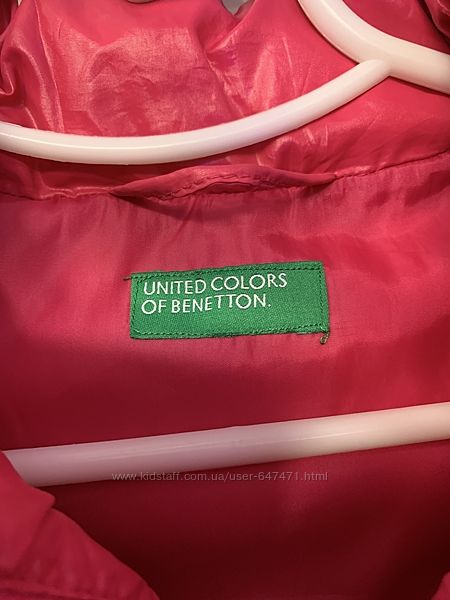 UNITED COLORS
OF BENETTON.
www.kidstaff.com.ua/user-647471.html